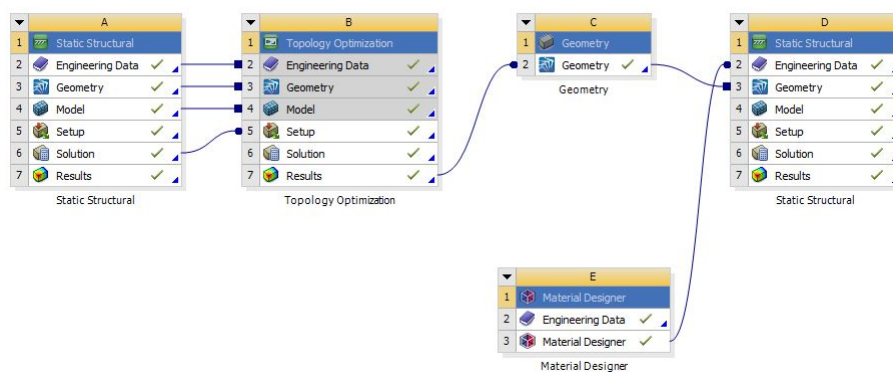 A
1 Static Structural
2 Engineering Data
3 Geometry
4 Model
5 Setup
6 Solution
7 Results
Static Structural
B
1 Topology Optimization
2 Engineering Data
3 Geometry
4 Model
5 Setup
6 Solution
7 Results
Topology Optimization
C
1 Geometry
2 Geometry
Geometry
D
1 Static Structural
2 Engineering Data
3 Geometry
4 Model
5 Setup
6 Solution
7 Results
Static Structural
E
1 Material Designer
2 Engineering Data
3 Material Designer
Material Designer